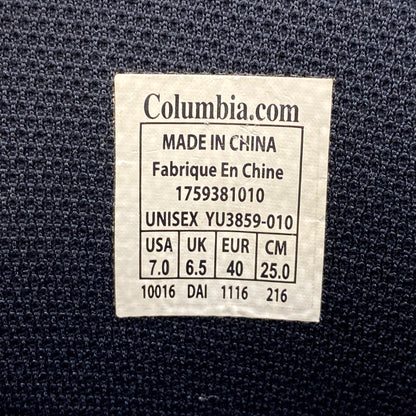 Columbia.com
MADE IN CHINA
Fabrique En Chine
1759381010
UNISEX YU3859-010
USA UK EUR CM
7.0 6.5 40 25.0
10016 DAI 1116 216